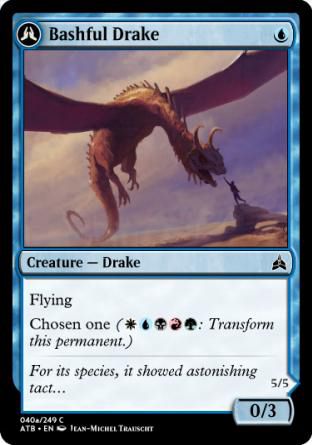 Bashful Drake
Creature — Drake
Flying
Chosen one (: Transform
this permanent.)
For its species, it showed astonishing
tact…
5/5
0/3
040a/249 C
ATB • EN Jean-Michel Trauscht